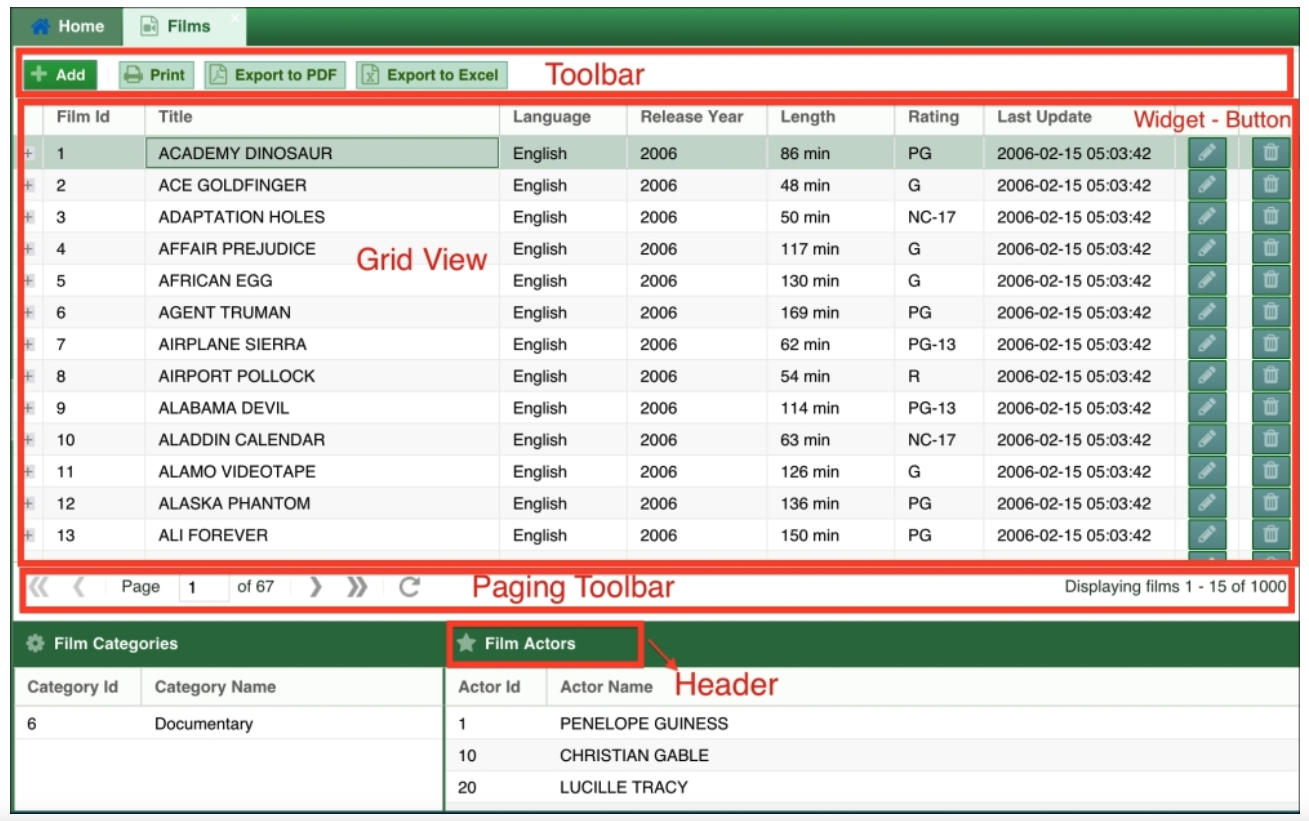 Home Films
Add Print Export to PDF Export to Excel Toolbar
Film Id Title Language Release Year Length Rating Last Update Widget - Button
1 ACADEMY DINOSAUR English 2006 86 min PG 2006-02-15 05:03:42
2 ACE GOLDFINGER English 2006 48 min G 2006-02-15 05:03:42
3 ADAPTATION HOLES English 2006 50 min NC-17 2006-02-15 05:03:42
4 AFFAIR PREJUDICE English 2006 117 min G 2006-02-15 05:03:42
Grid View
5 AFRICAN EGG English 2006 130 min G 2006-02-15 05:03:42
6 AGENT TRUMAN English 2006 169 min PG 2006-02-15 05:03:42
7 AIRPLANE SIERRA English 2006 62 min PG-13 2006-02-15 05:03:42
8 AIRPORT POLLOCK English 2006 54 min R 2006-02-15 05:03:42
9 ALABAMA DEVIL English 2006 114 min PG-13 2006-02-15 05:03:42
10 ALADDIN CALENDAR English 2006 63 min NC-17 2006-02-15 05:03:42
11 ALAMO VIDEOTAPE English 2006 126 min G 2006-02-15 05:03:42
12 ALASKA PHANTOM English 2006 136 min PG 2006-02-15 05:03:42
13 ALI FOREVER English 2006 150 min PG 2006-02-15 05:03:42
Page 1 of 67 Paging Toolbar Displaying films 1 - 15 of 1000
Film Categories Film Actors
Category Id Category Name Actor Id Actor Name Header
6 Documentary 1 PENELOPE GUINESS
10 CHRISTIAN GABLE
20 LUCILLE TRACY